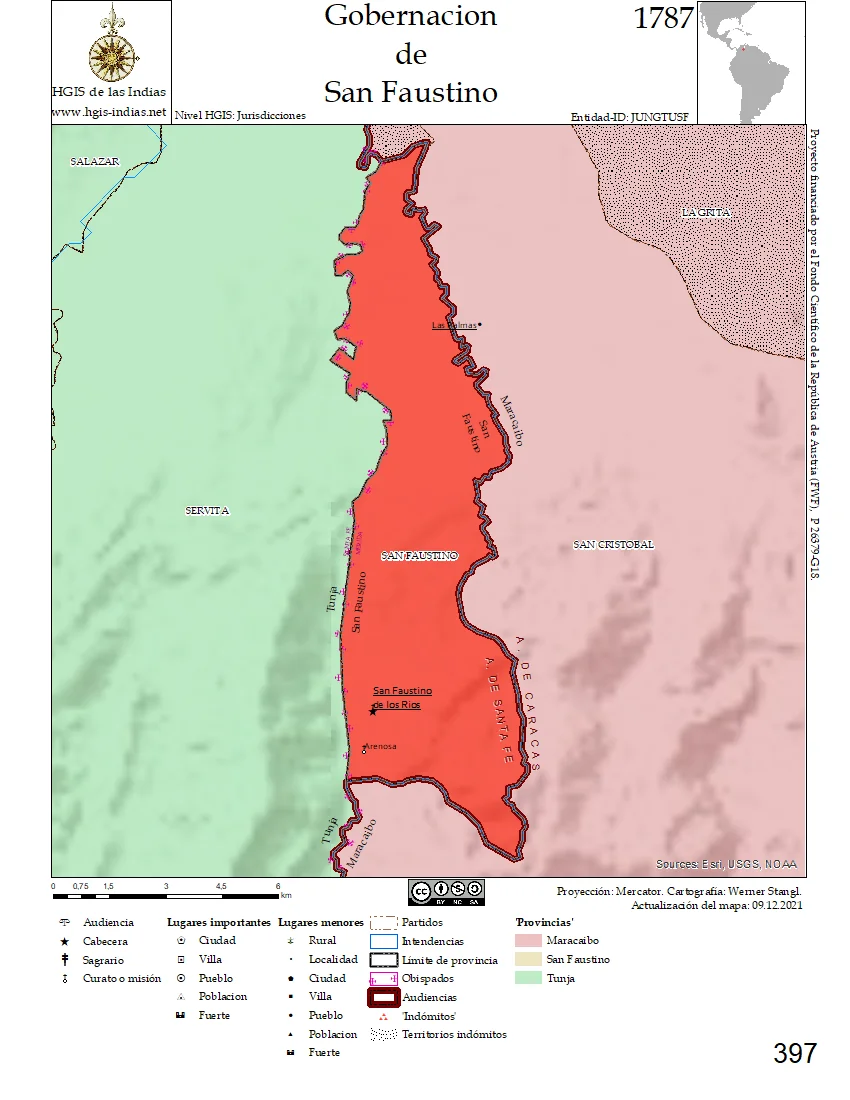 Gobernacion
de
San Faustino
1787
HGIS de las Indias
www.hgis-indias.net
Nivel HGIS: Jurisdicciones
Entidad-ID: JUNGTUSF
Proyecto financiado por el Fondo Científico de la República de Austria (FWF), P 26379-G18.
SALAZAR
LA GRITA
Las Palmas
Maracaibo
San
Faustino
SERVITA
SAN FAUSTINO
SAN CRISTOBAL
MERIDA
Tunja
San Faustino
A. DE CARACAS
A. DE SANTA FE
San Faustino
de los Rios
Arenosa
Tunja
Maracaibo
Sources: Esri, USGS, NOAA
0 0,75 1,5 3 4,5 6
km
CC BY NC SA
Proyección: Mercator. Cartografía: Werner Stangl.
Actualización del mapa: 09.12.2021
Audiencia
Cabecera
Sagrario
Curato o misión
Lugares importantes
Ciudad
Villa
Pueblo
Poblacion
Fuerte
Lugares menores
Rural
Localidad
Ciudad
Villa
Pueblo
Poblacion
Fuerte
Partidos
Intendencias
Límite de provincia
Obispados
Audiencias
'Indómitos'
Territorios indómitos
'Provincias'
Maracaibo
San Faustino
Tunja
397